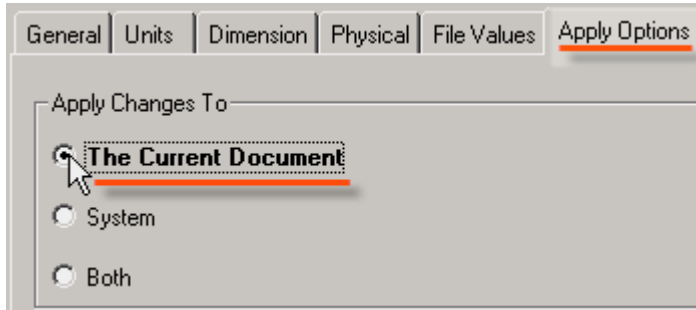 General Units Dimension Physical File Values Apply Options
Apply Changes To
The Current Document
System
Both